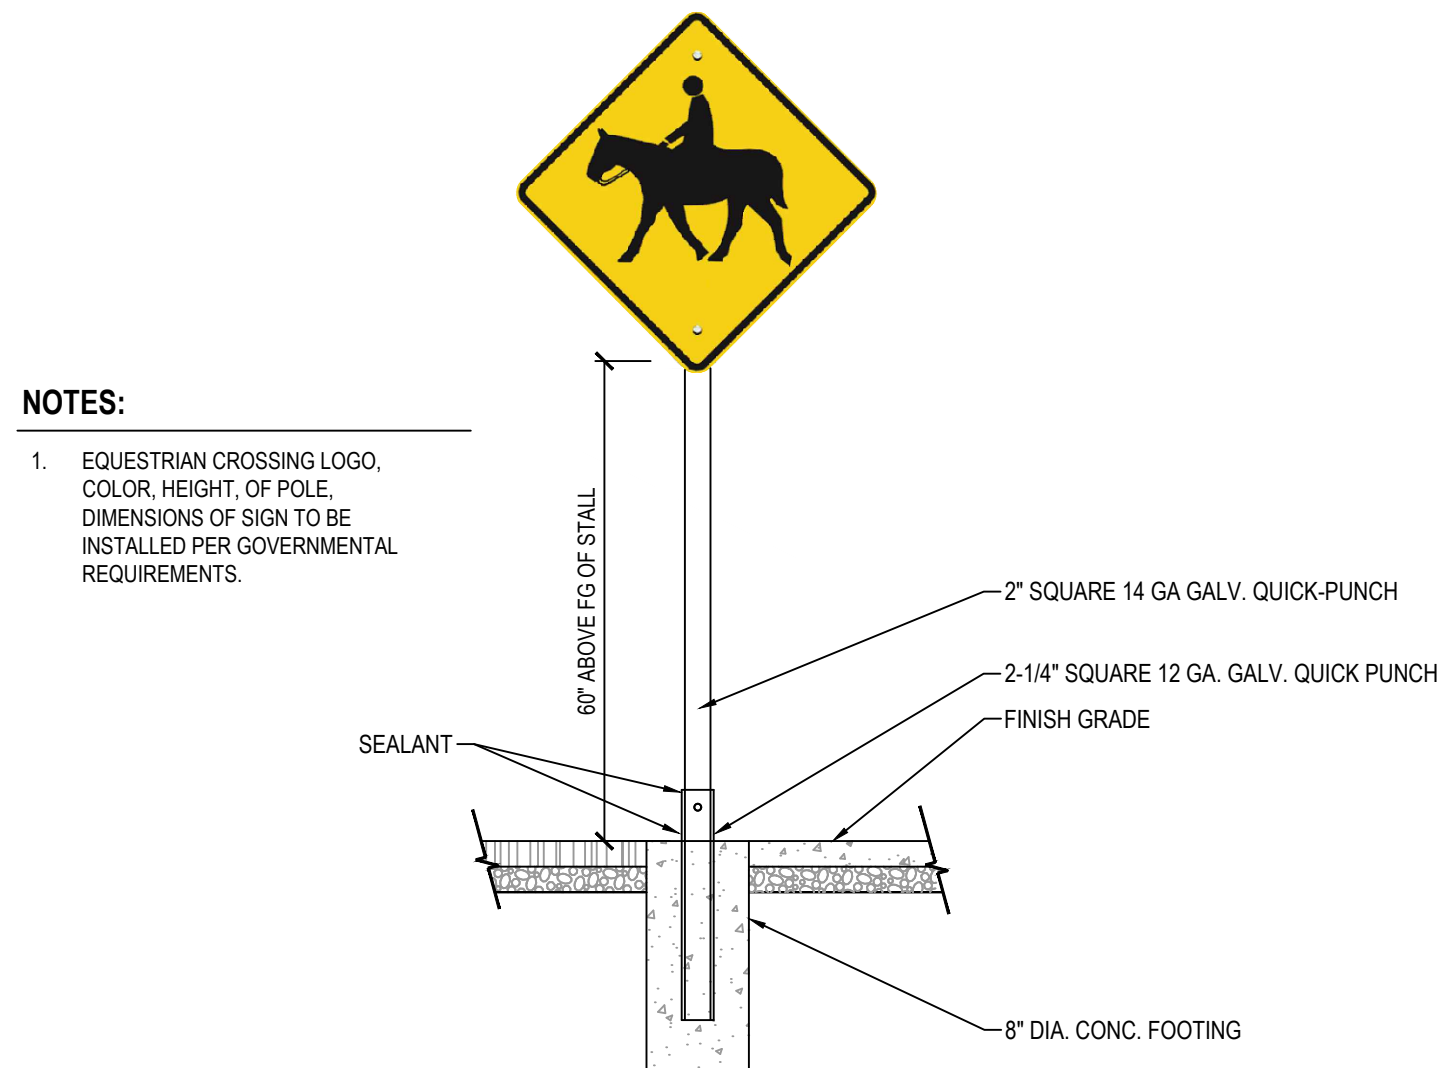 NOTES:
1. EQUESTRIAN CROSSING LOGO,
COLOR, HEIGHT, OF POLE,
DIMENSIONS OF SIGN TO BE
INSTALLED PER GOVERNMENTAL
REQUIREMENTS.
60" ABOVE FG OF STALL
2" SQUARE 14 GA GALV. QUICK-PUNCH
2-1/4" SQUARE 12 GA. GALV. QUICK PUNCH
FINISH GRADE
SEALANT
8" DIA. CONC. FOOTING